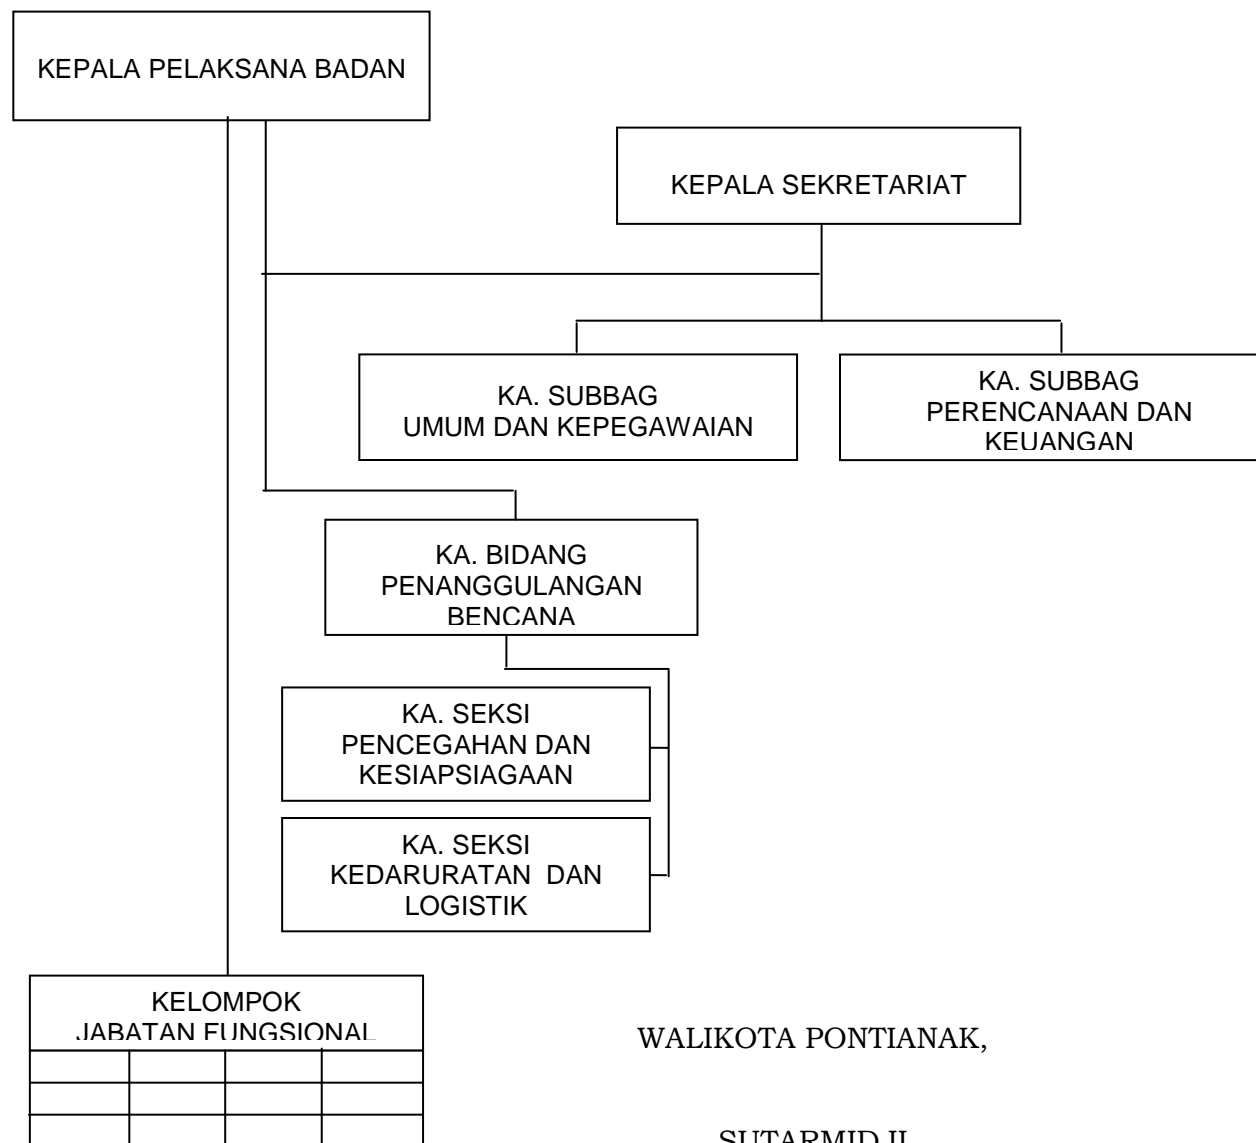 KEPALA PELAKSANA BADAN
KEPALA SEKRETARIAT
KA. SUBBAG
UMUM DAN KEPEGAWAIAN
KA. SUBBAG
PERENCANAAN DAN
KEUANGAN
KA. BIDANG
PENANGGULANGAN
BENCANA
KA. SEKSI
PENCEGAHAN DAN
KESIAPSIAGAAN
KA. SEKSI
KEDARURATAN DAN
LOGISTIK
KELOMPOK
JABATAN FUNGSIONAL
WALIKOTA PONTIANAK,
SUTARMIDJI